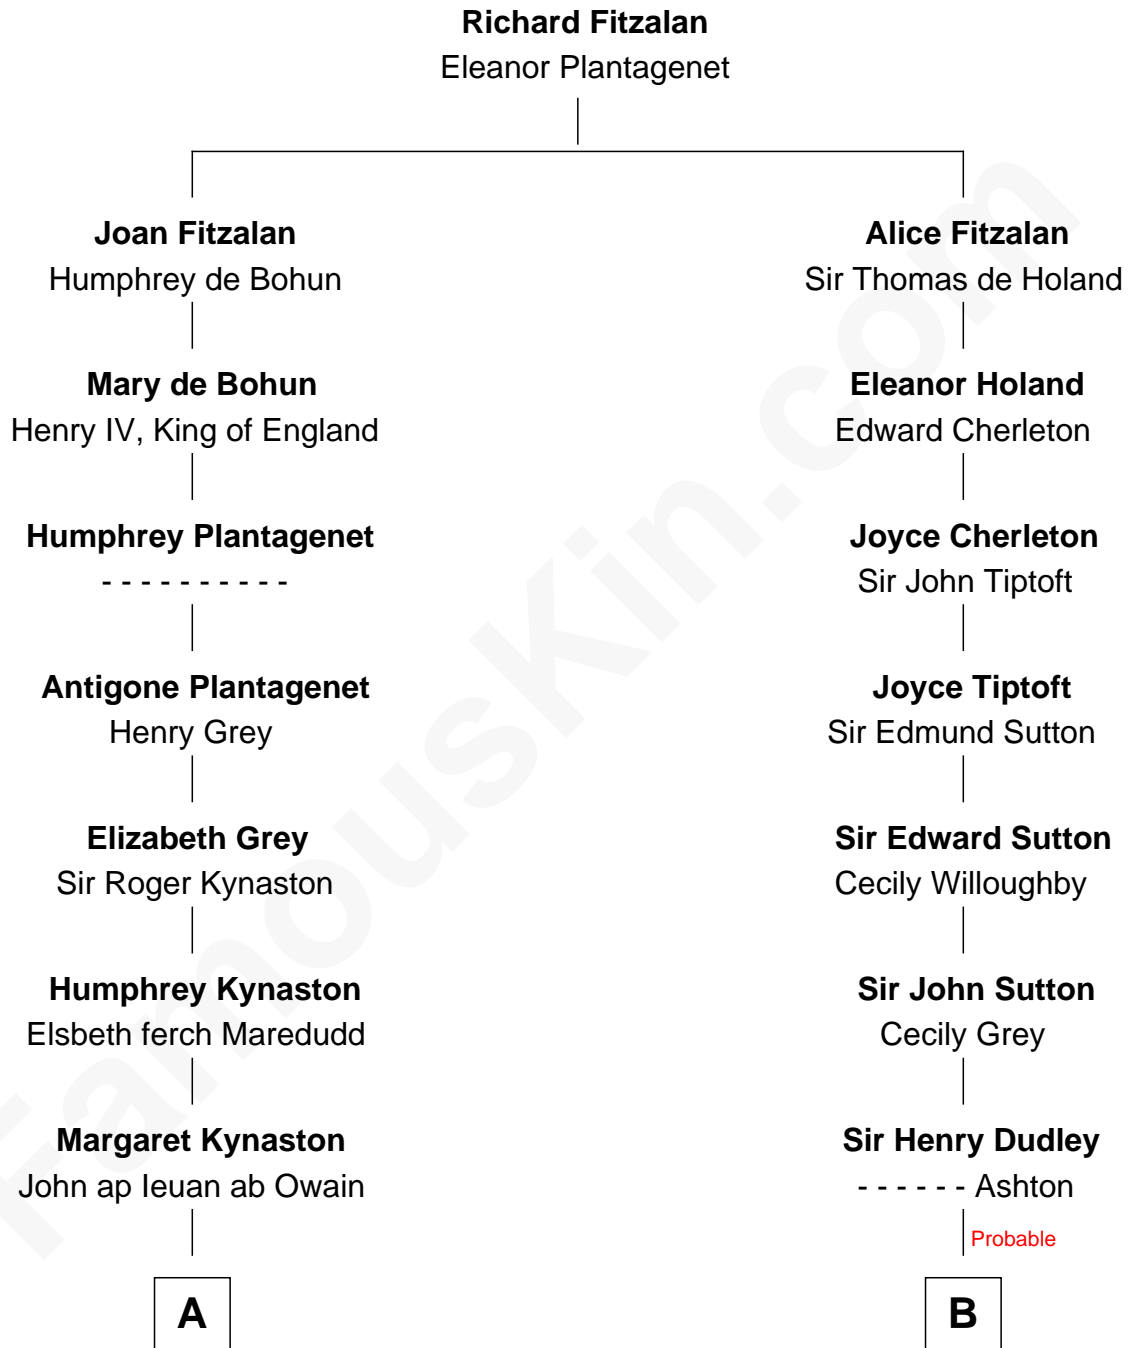 Richard Fitzalan
Eleanor Plantagenet
Joan Fitzalan
Humphrey de Bohun
Alice Fitzalan
Sir Thomas de Holand
Mary de Bohun
Henry IV, King of England
Eleanor Holand
Edward Cherleton
Humphrey Plantagenet
- - - - - - - - - -
Joyce Cherleton
Sir John Tiptoft
Antigone Plantagenet
Henry Grey
Joyce Tiptoft
Sir Edmund Sutton
Elizabeth Grey
Sir Roger Kynaston
Sir Edward Sutton
Cecily Willoughby
Humphrey Kynaston
Elsbeth ferch Maredudd
Sir John Sutton
Cecily Grey
Margaret Kynaston
John ap Ieuan ab Owain
Sir Henry Dudley
- - - - - - Ashton
Probable
A
B
FamousKin.com